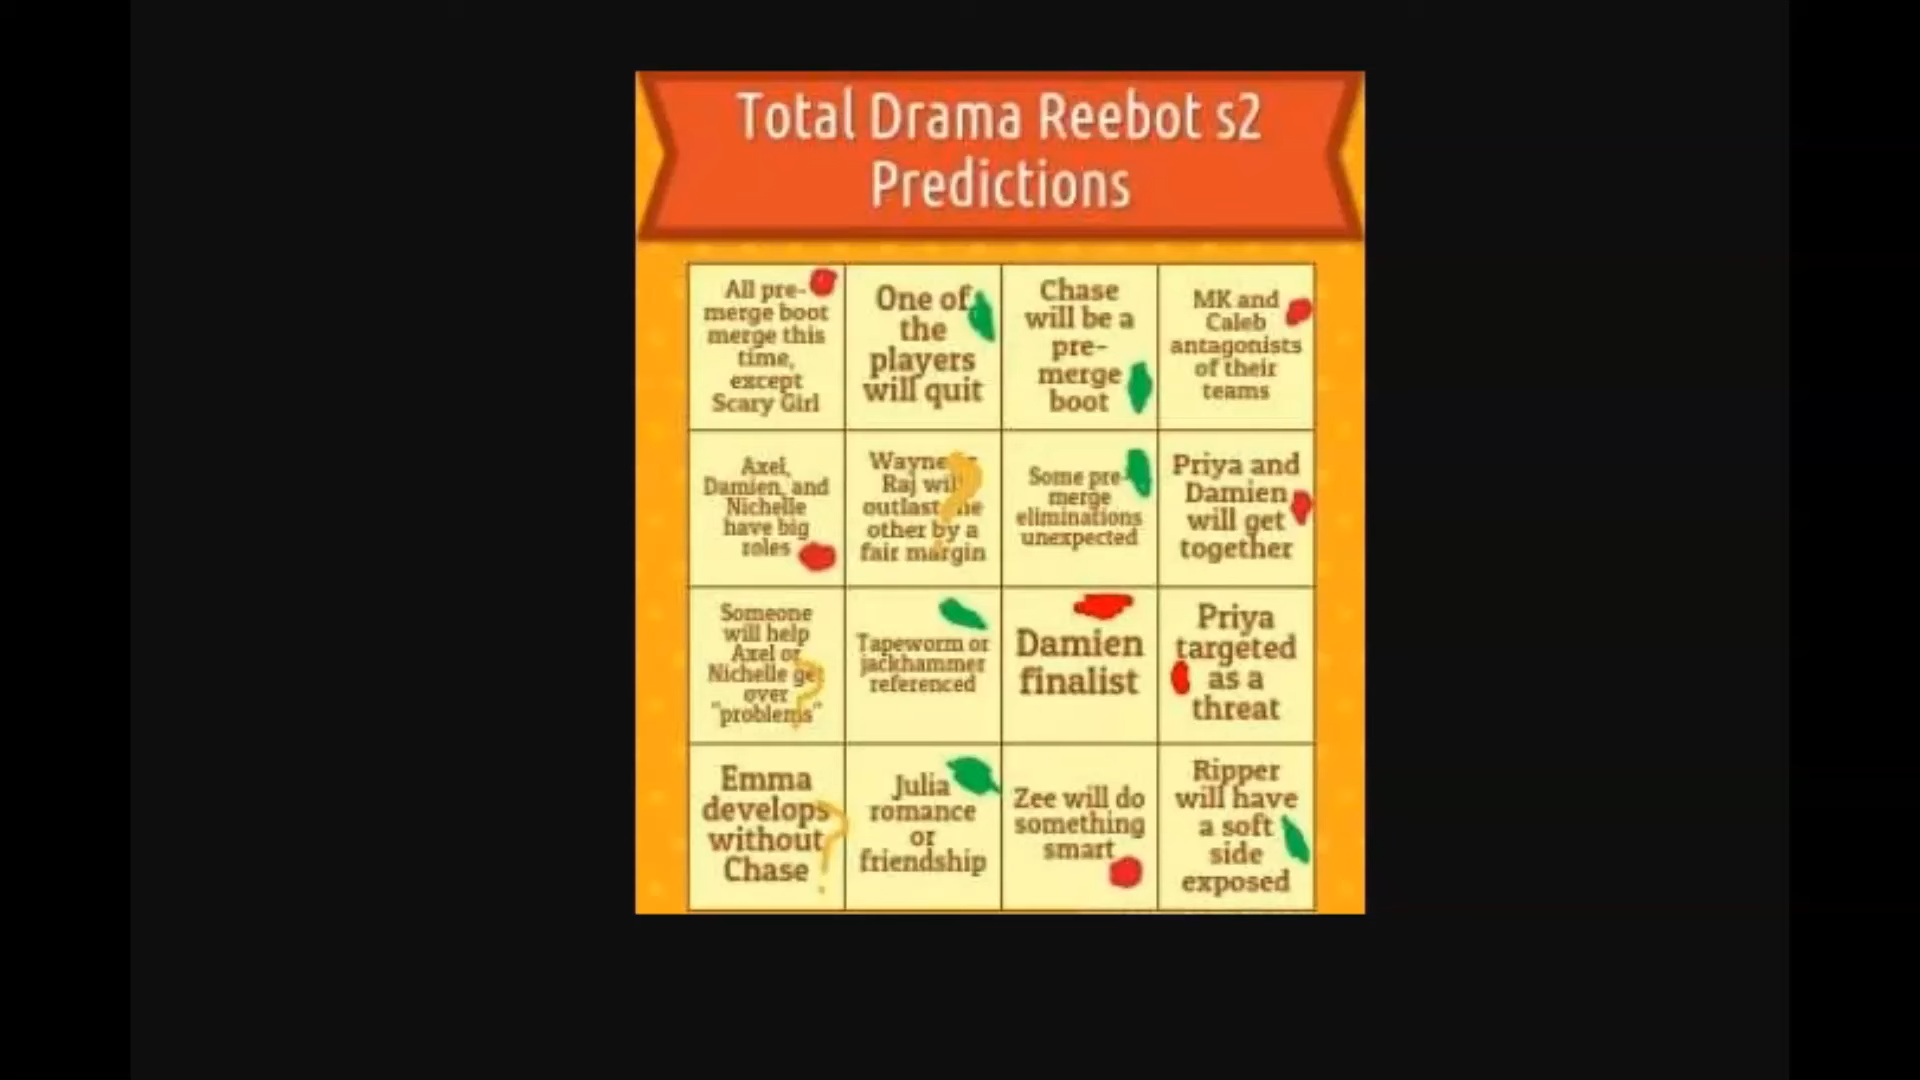 Total Drama Reebot s2
Predictions
All pre-
merge boot
merge this
time,
except
Scary Girl
One of
the
players
will quit
Chase
will be a
pre-
merge
boot
MK and
Caleb
antagonists
of their
teams
Axel,
Damien, and
Nichelle
have big
roles
Wayne
Raj will
outlast the
other by a
fair margin
Some pre-
merge
eliminations
unexpected
Priya and
Damien
will get
together
Someone
will help
Axel or
Nichelle get
over
"problems"
Tapeworm or
jackhammer
referenced
Damien
finalist
Priya
targeted
as a
threat
Emma
develops
without
Chase
Julia
romance
or
friendship
Zee will do
something
smart
Ripper
will have
a soft
side
exposed